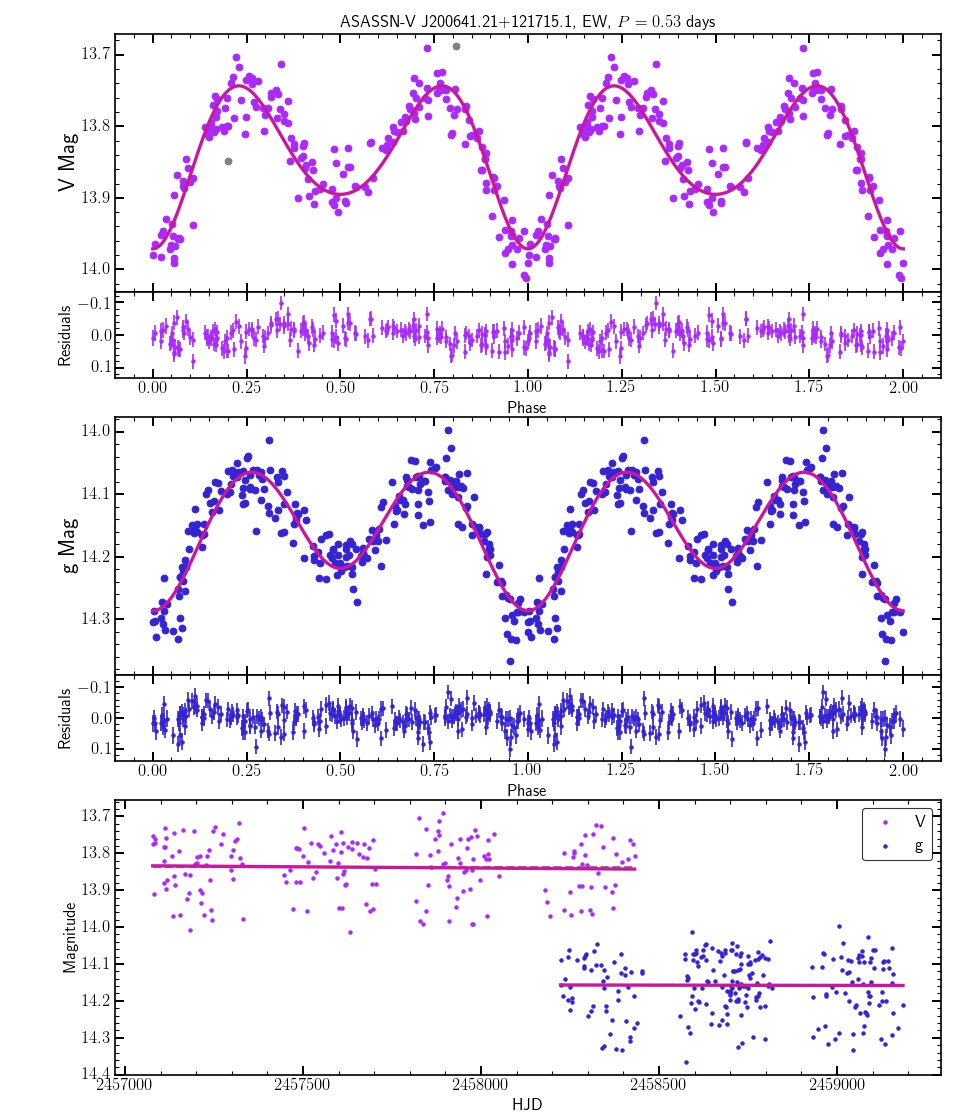 ASASSN-V J200641.21+121715.1, EW, P = 0.53 days
13.7
13.8
13.9
14.0
V Mag
−0.1
0.0
0.1
Residuals
0.00 0.25 0.50 0.75 1.00 1.25 1.50 1.75 2.00
Phase
14.0
14.1
14.2
14.3
g Mag
−0.1
0.0
0.1
Residuals
0.00 0.25 0.50 0.75 1.00 1.25 1.50 1.75 2.00
Phase
13.7
13.8
13.9
14.0
14.1
14.2
14.3
14.4
Magnitude
V
g
2457000 2457500 2458000 2458500 2459000
HJD